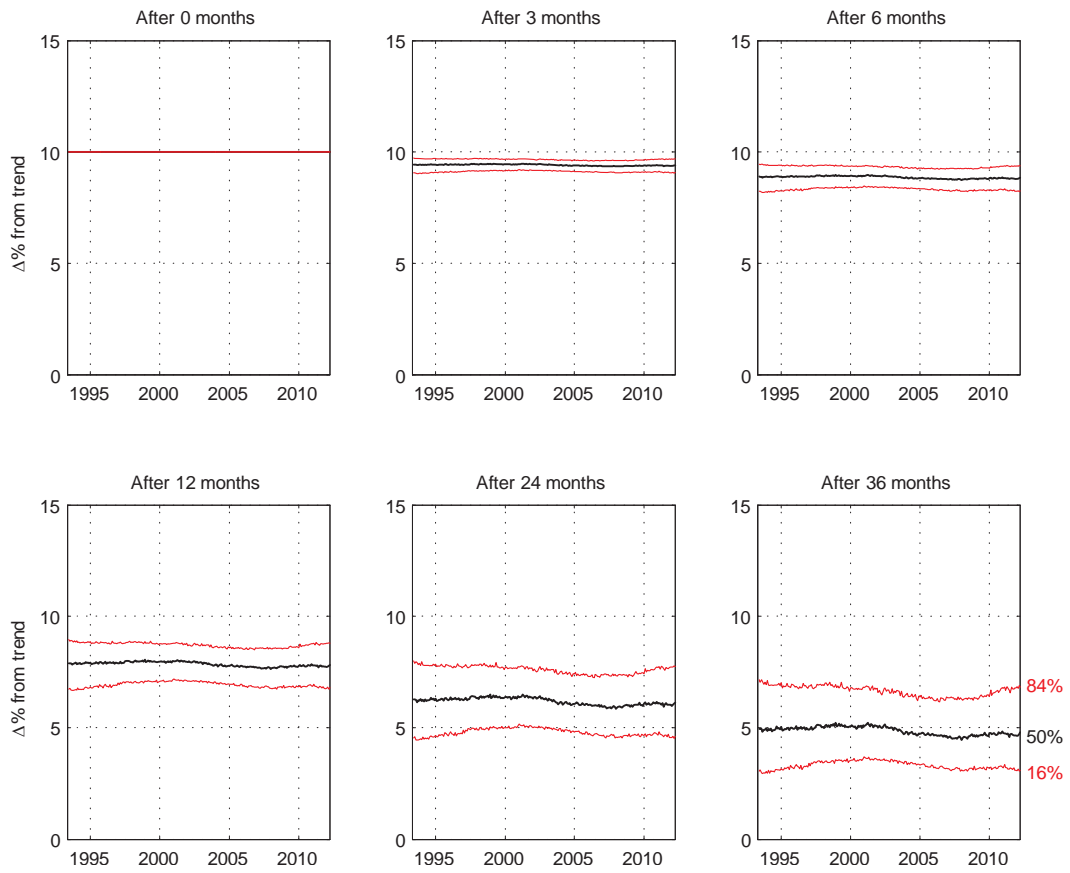 After 0 months
After 3 months
After 6 months
Δ% from trend
15
10
5
0
1995 2000 2005 2010
15
10
5
0
1995 2000 2005 2010
15
10
5
0
1995 2000 2005 2010
After 12 months
After 24 months
After 36 months
Δ% from trend
15
10
5
0
1995 2000 2005 2010
15
10
5
0
1995 2000 2005 2010
15
10
5
0
1995 2000 2005 2010
84%
50%
16%